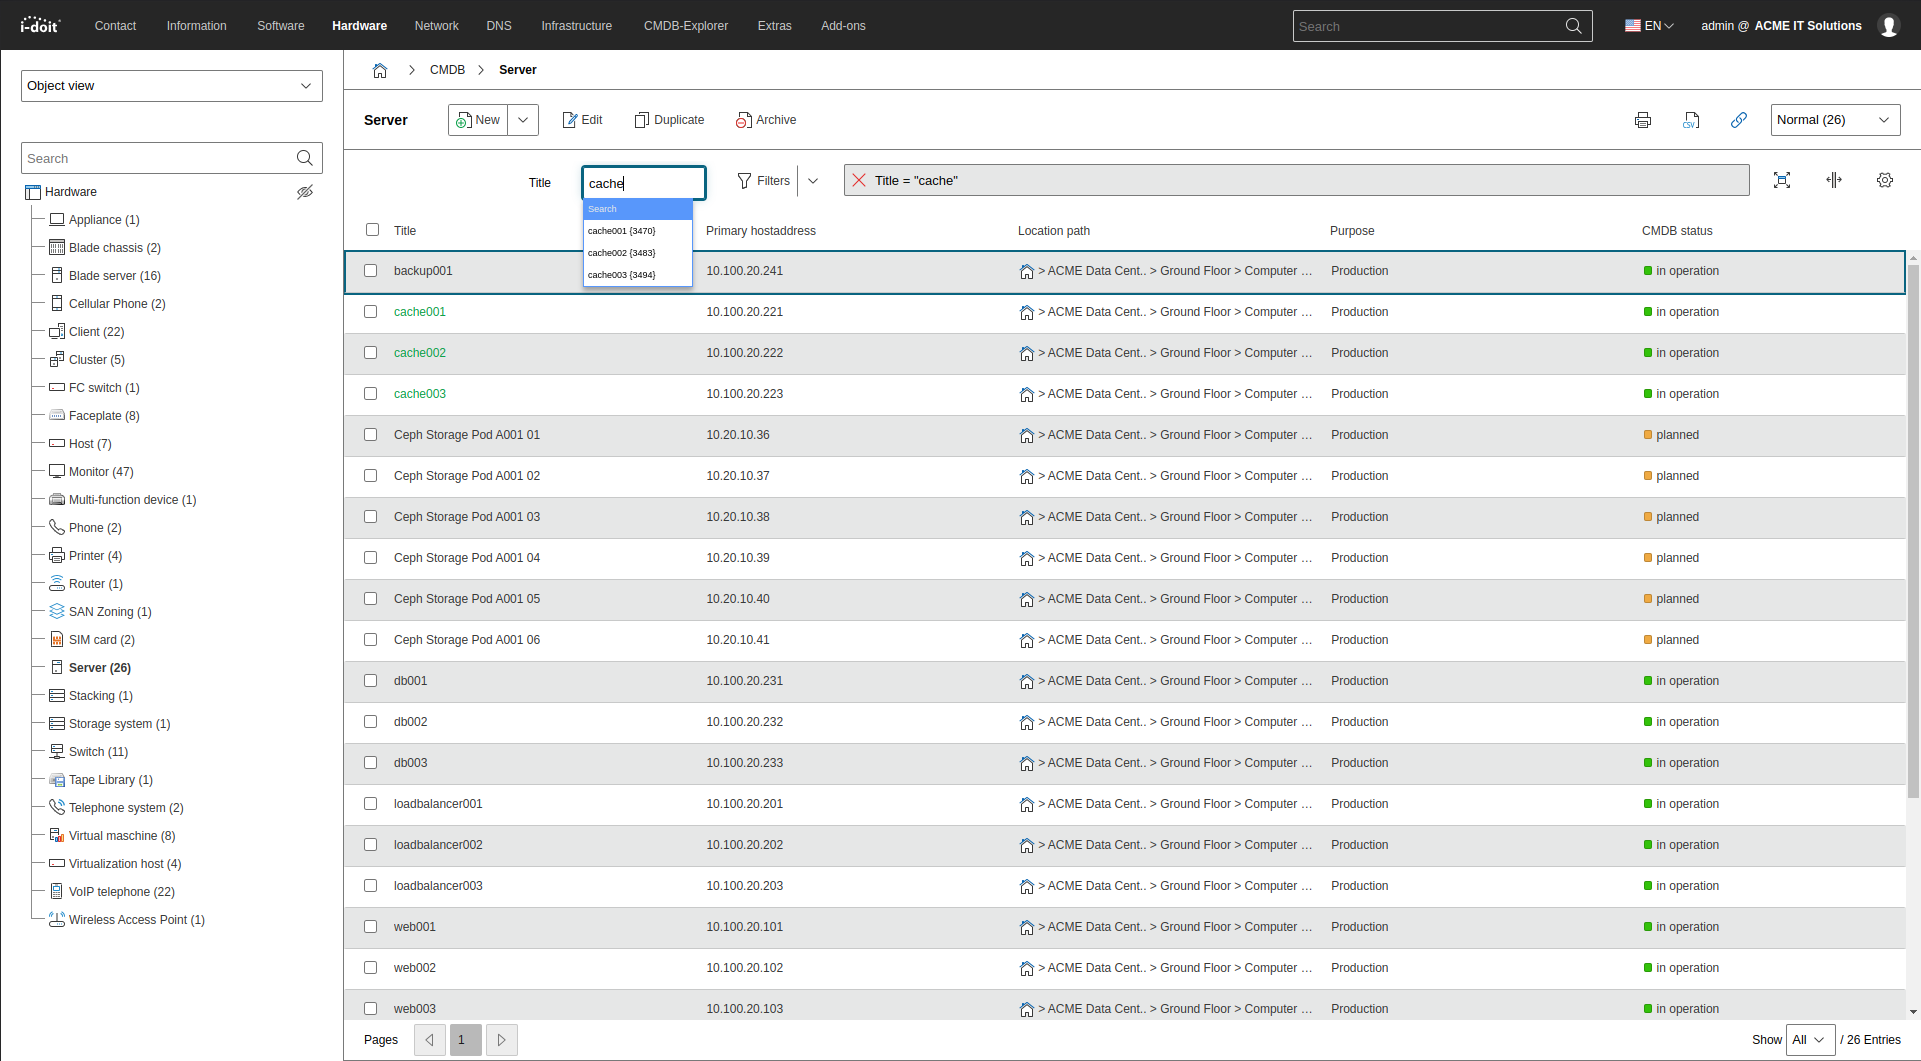 i-doit Contact Information Software Hardware Network DNS Infrastructure CMDB-Explorer Extras Add-ons Search EN admin @ ACME IT Solutions
Object view
Search
Hardware
Appliance (1)
Blade chassis (2)
Blade server (16)
Cellular Phone (2)
Client (22)
Cluster (5)
FC switch (1)
Faceplate (8)
Host (7)
Monitor (47)
Multi-function device (1)
Phone (2)
Printer (4)
Router (1)
SAN Zoning (1)
SIM card (2)
Server (26)
Stacking (1)
Storage system (1)
Switch (11)
Tape Library (1)
Telephone system (2)
Virtual maschine (8)
Virtualization host (4)
VoIP telephone (22)
Wireless Access Point (1)
CMDB Server
Server New Edit Duplicate Archive CSV Normal (26)
Title cache Filters Title = "cache"
Search
cache001 {3470}
cache002 {3483}
cache003 {3494}
Title Primary hostaddress Location path Purpose CMDB status
backup001 10.100.20.241 > ACME Data Cent.. > Ground Floor > Computer ... Production in operation
cache001 10.100.20.221 > ACME Data Cent.. > Ground Floor > Computer ... Production in operation
cache002 10.100.20.222 > ACME Data Cent.. > Ground Floor > Computer ... Production in operation
cache003 10.100.20.223 > ACME Data Cent.. > Ground Floor > Computer ... Production in operation
Ceph Storage Pod A001 01 10.20.10.36 > ACME Data Cent.. > Ground Floor > Computer ... Production planned
Ceph Storage Pod A001 02 10.20.10.37 > ACME Data Cent.. > Ground Floor > Computer ... Production planned
Ceph Storage Pod A001 03 10.20.10.38 > ACME Data Cent.. > Ground Floor > Computer ... Production planned
Ceph Storage Pod A001 04 10.20.10.39 > ACME Data Cent.. > Ground Floor > Computer ... Production planned
Ceph Storage Pod A001 05 10.20.10.40 > ACME Data Cent.. > Ground Floor > Computer ... Production planned
Ceph Storage Pod A001 06 10.20.10.41 > ACME Data Cent.. > Ground Floor > Computer ... Production planned
db001 10.100.20.231 > ACME Data Cent.. > Ground Floor > Computer ... Production in operation
db002 10.100.20.232 > ACME Data Cent.. > Ground Floor > Computer ... Production in operation
db003 10.100.20.233 > ACME Data Cent.. > Ground Floor > Computer ... Production in operation
loadbalancer001 10.100.20.201 > ACME Data Cent.. > Ground Floor > Computer ... Production in operation
loadbalancer002 10.100.20.202 > ACME Data Cent.. > Ground Floor > Computer ... Production in operation
loadbalancer003 10.100.20.203 > ACME Data Cent.. > Ground Floor > Computer ... Production in operation
web001 10.100.20.101 > ACME Data Cent.. > Ground Floor > Computer ... Production in operation
web002 10.100.20.102 > ACME Data Cent.. > Ground Floor > Computer ... Production in operation
web003 10.100.20.103 > ACME Data Cent.. > Ground Floor > Computer ... Production in operation
Pages 1 Show All / 26 Entries